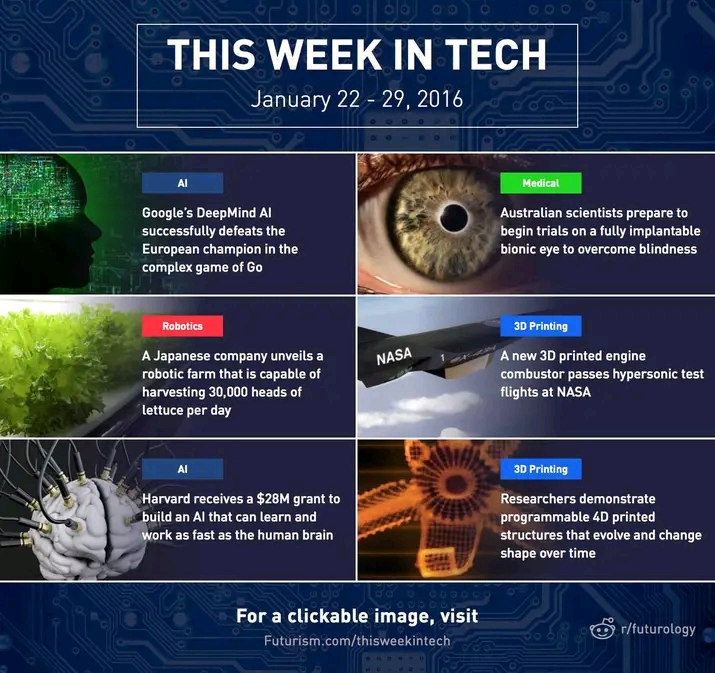 THIS WEEK IN TECH
January 22 - 29, 2016
AI
Google's DeepMind AI
successfully defeats the
European champion in the
complex game of Go
Medical
Australian scientists prepare to
begin trials on a fully implantable
bionic eye to overcome blindness
Robotics
A Japanese company unveils a
robotic farm that is capable of
harvesting 30,000 heads of
lettuce per day
NASA
3D Printing
A new 3D printed engine
combustor passes hypersonic test
flights at NASA
AI
Harvard receives a $28M grant to
build an AI that can learn and
work as fast as the human brain
3D Printing
Researchers demonstrate
programmable 4D printed
structures that evolve and change
shape over time
For a clickable image, visit
Futurism.com/thisweekintech
r/futurology